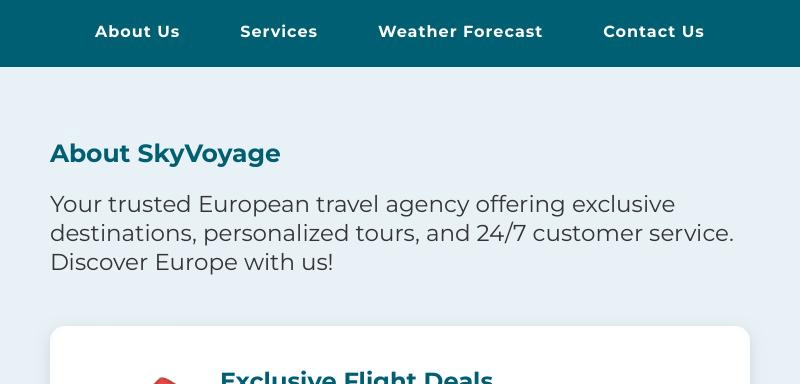 About Us Services Weather Forecast Contact Us
About SkyVoyage
Your trusted European travel agency offering exclusive
destinations, personalized tours, and 24/7 customer service.
Discover Europe with us!
Exclusive Flight Deals